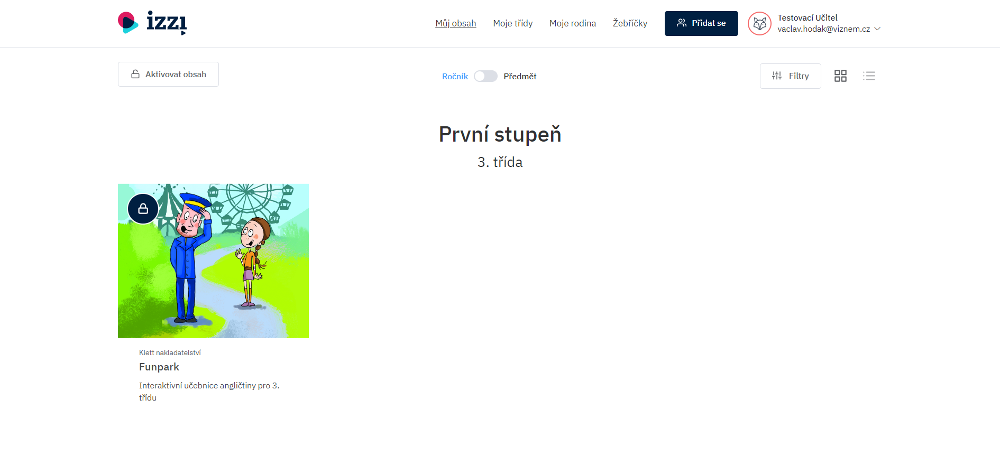 izzi
Můj obsah Moje třídy Moje rodina Žebříčky Přidat se Testovací Učitel
vaclav.hodak@viznem.cz
Aktivovat obsah
Ročník Předmět
Filtry
První stupeň
3. třída
Klett nakladatelství
Funpark
Interaktivní učebnice angličtiny pro 3.
třídu